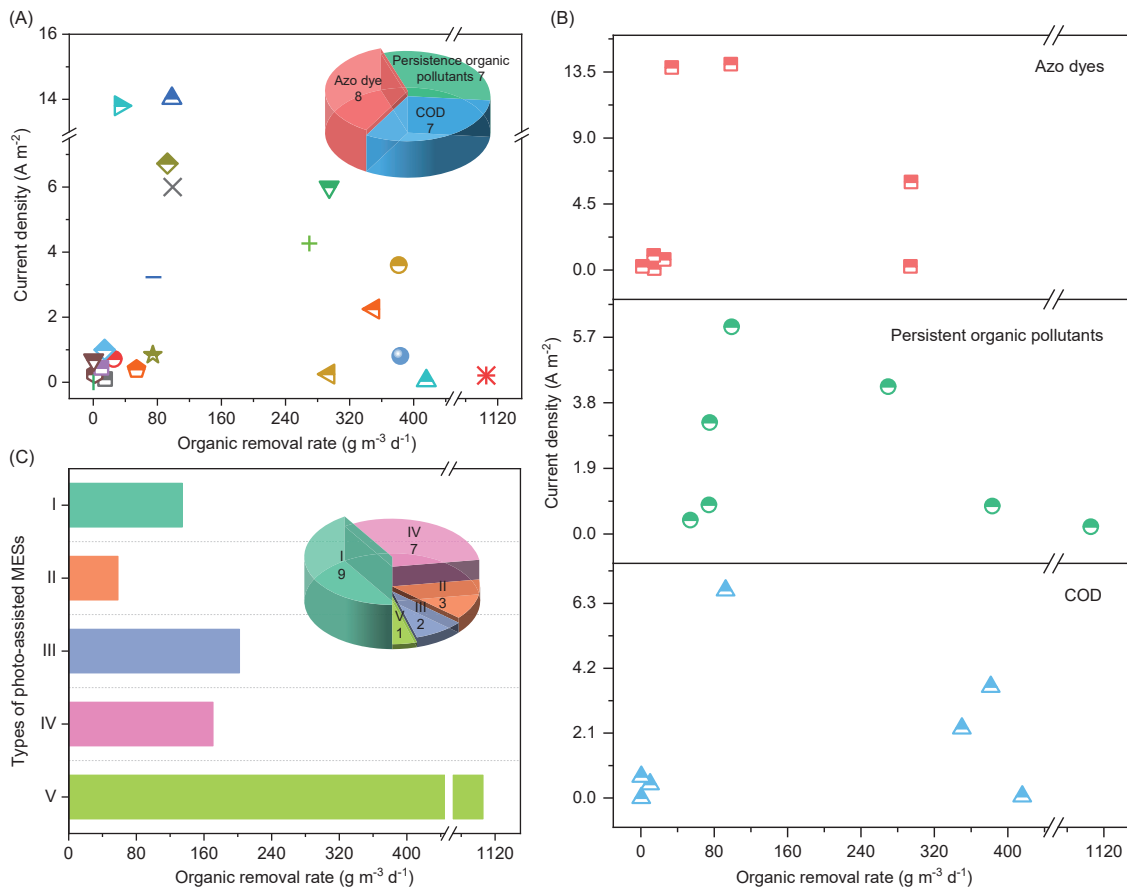 (A)
16
14
6
4
2
0
Current density (A m⁻²)
0
80
160
240
320
400
1120
Organic removal rate (g m⁻³ d⁻¹)
Persistence organic
pollutants 7
Azo dye
8
COD
7
(B)
Azo dyes
13.5
9.0
4.5
0.0
Persistent organic pollutants
5.7
3.8
1.9
0.0
Current density (A m⁻²)
COD
6.3
4.2
2.1
0.0
0
80
160
240
320
400
1120
Organic removal rate (g m⁻³ d⁻¹)
(C)
I
II
III
IV
V
Types of photo-assisted MESs
IV
7
I
9
II
3
III
2
V
1
0
80
160
240
320
400
1120
Organic removal rate (g m⁻³ d⁻¹)